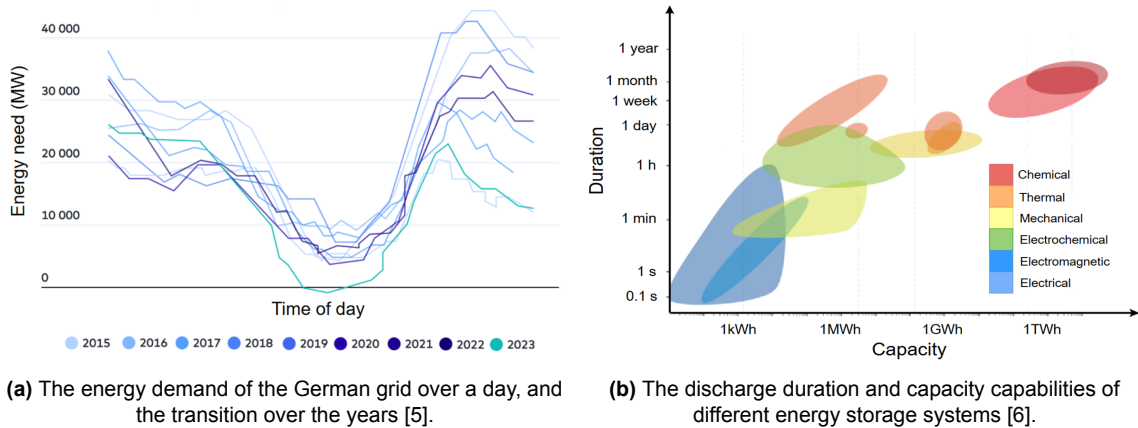 40 000
30 000
20 000
10 000
0
Energy need (MW)
Time of day
2015 2016 2017 2018 2019 2020 2021 2022 2023
(a) The energy demand of the German grid over a day, and
the transition over the years [5].
1 year
1 month
1 week
1 day
1 h
1 min
1 s
0.1 s
Duration
Chemical
Thermal
Mechanical
Electrochemical
Electromagnetic
Electrical
1kWh 1MWh 1GWh 1TWh
Capacity
(b) The discharge duration and capacity capabilities of
different energy storage systems [6].